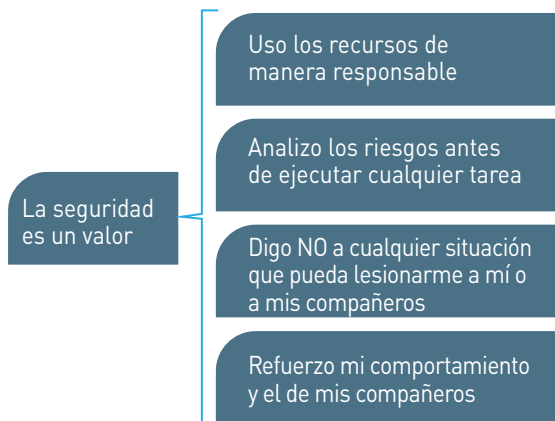 La seguridad
es un valor
Uso los recursos de
manera responsable
Analizo los riesgos antes
de ejecutar cualquier tarea
Digo NO a cualquier situación
que pueda lesionarme a mí o
a mis compañeros
Refuerzo mi comportamiento
y el de mis compañeros